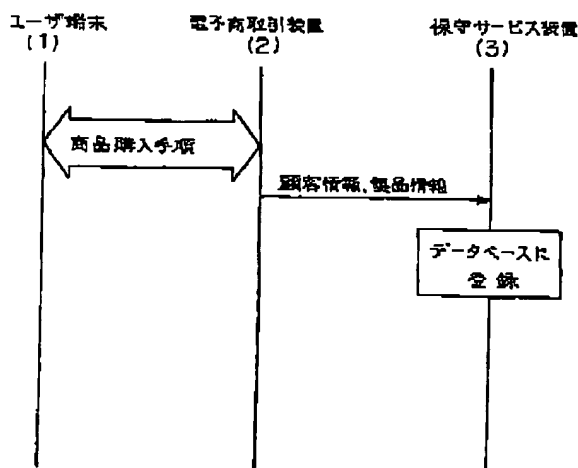 ユーザ端末
(1)
電子商取引装置
(2)
保守サービス装置
(3)
商品購入手順
顧客情報、製品情報
データベースに
登録